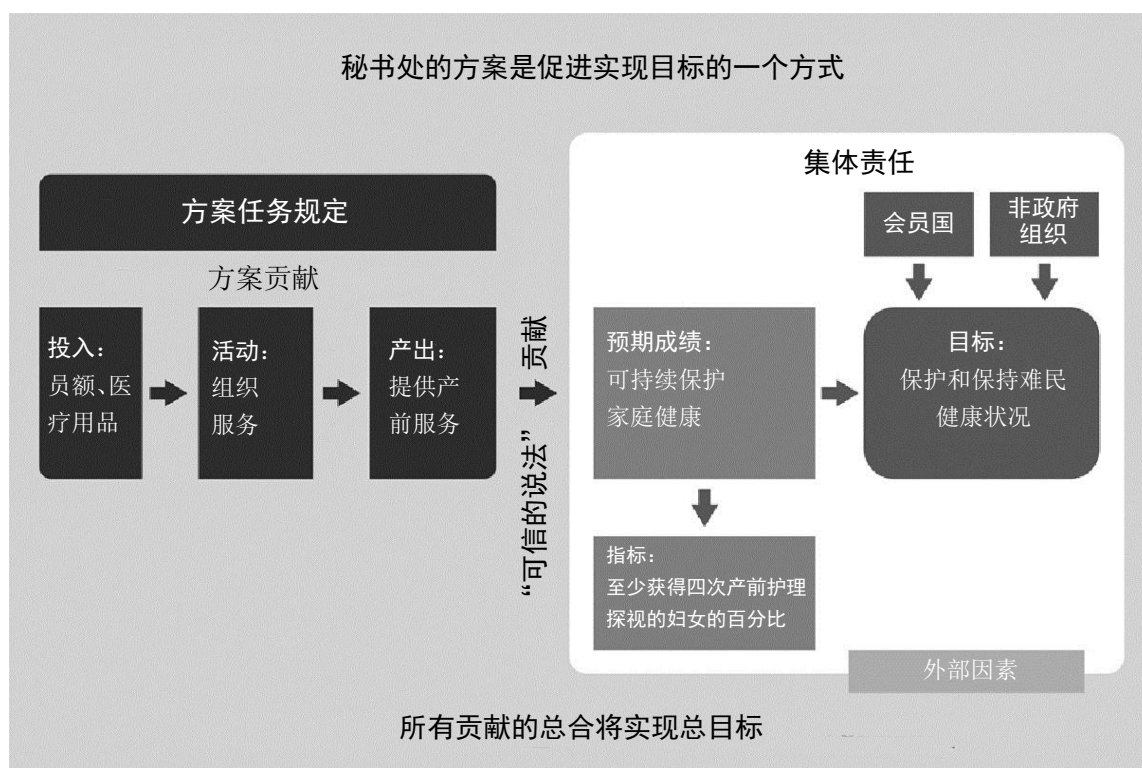 秘书处的方案是促进实现目标的一个方式
方案任务规定
方案贡献
投入：
员额、医
疗用品
活动：
组织
服务
产出：
提供产
前服务
“可信的说法”贡献
集体责任
会员国
非政府
组织
预期成绩：
可持续保护
家庭健康
目标：
保护和保持难民
健康状况
指标：
至少获得四次产前护理
探视的妇女的百分比
外部因素
所有贡献的总合将实现总目标